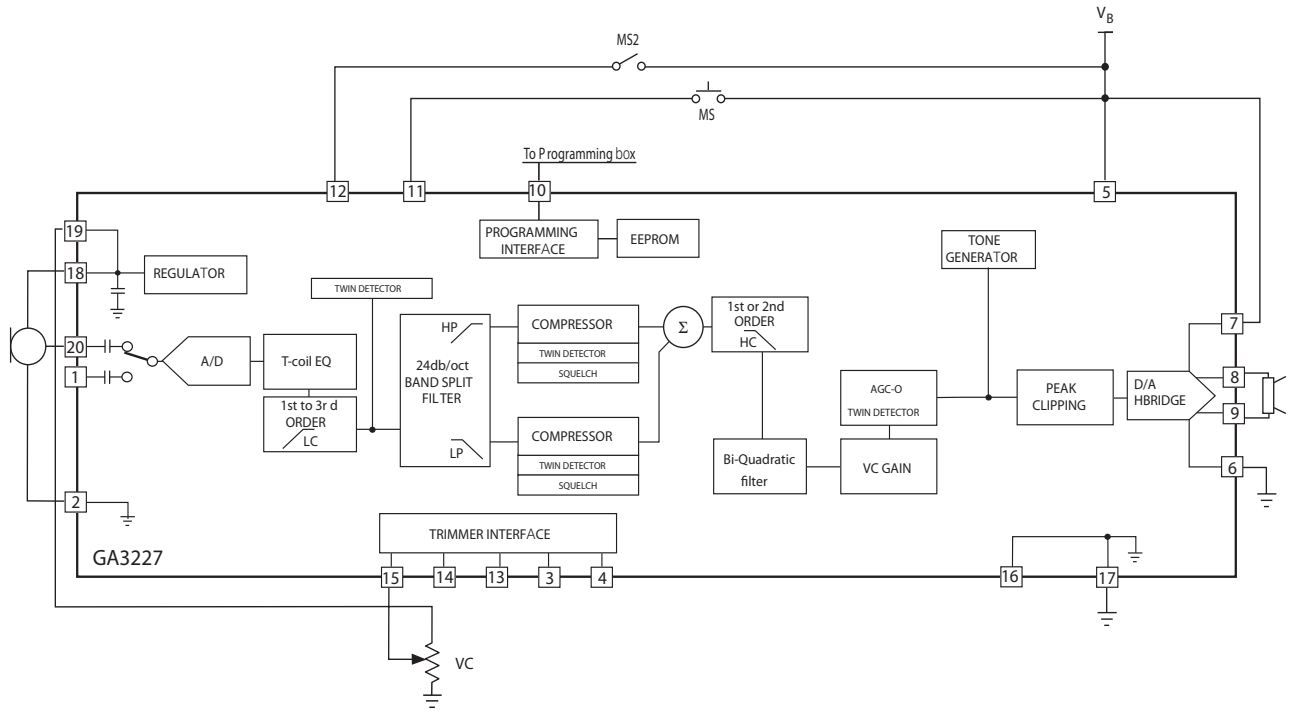 V_B
MS2
MS
To P rogramming box
12
11
10
5
19
PROGRAMMING
INTERFACE
EEPROM
TONE
GENERATOR
18
REGULATOR
TWIN DETECTOR
HP
24db/oct
BAND SPLIT
FILTER
LP
COMPRESSOR
TWIN DETECTOR
SQUELCH
Σ
1st or 2nd
ORDER
HC
7
20
A/D
T-coil EQ
1
1st to 3r d
ORDER
LC
COMPRESSOR
TWIN DETECTOR
SQUELCH
Bi-Quadratic
filter
AGC-O
TWIN DETECTOR
VC GAIN
PEAK
CLIPPING
D/A
HBRIDGE
8
9
6
2
TRIMMER INTERFACE
GA3227
15
14
13
3
4
16
17
VC